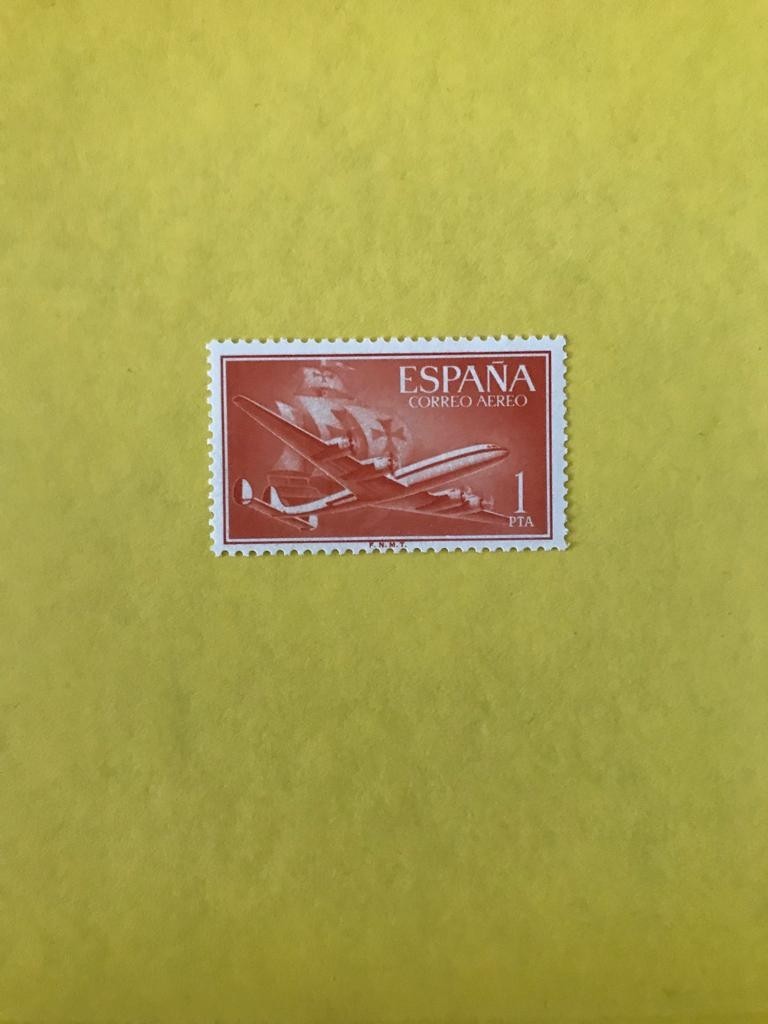 ESPAÑA
CORREO AEREO
1
PTA
F. N. M. T.